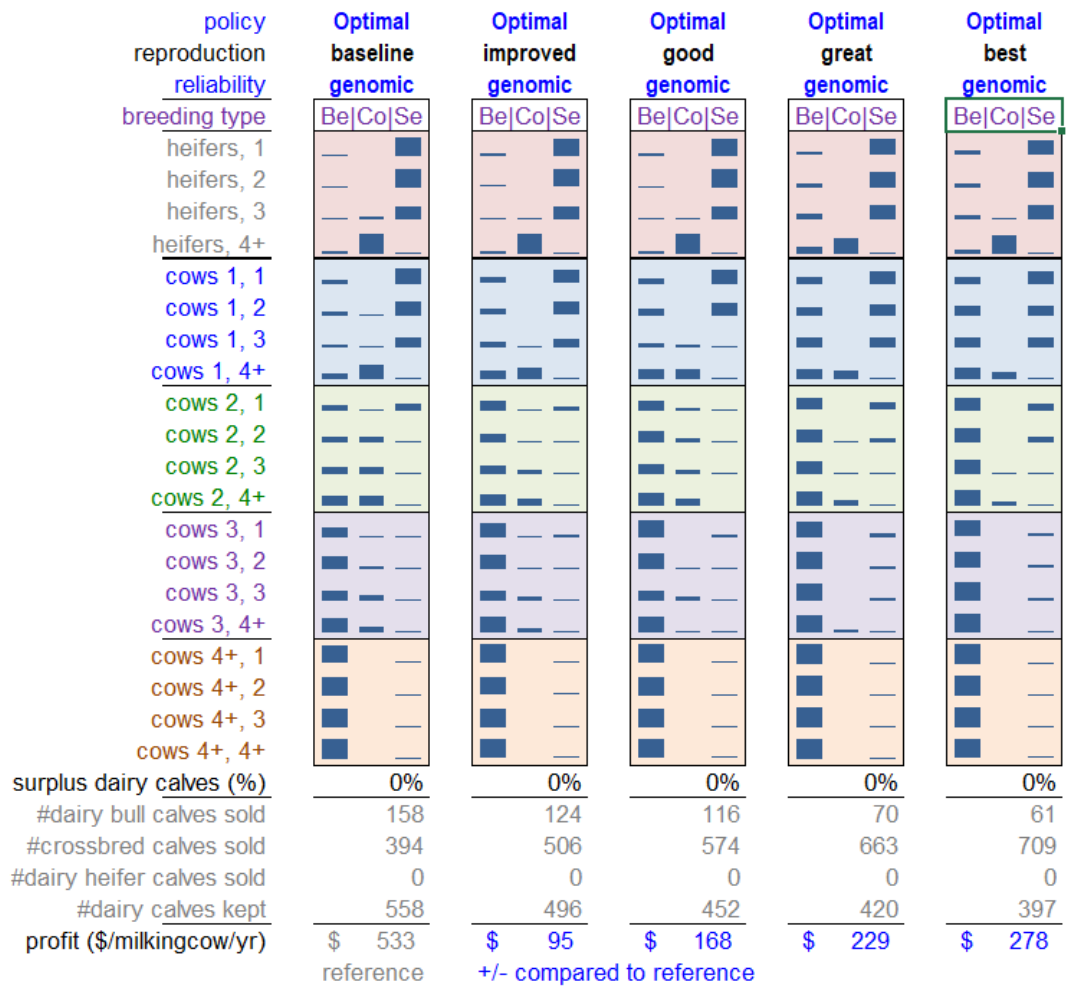 policy Optimal Optimal Optimal Optimal Optimal
reproduction baseline improved good great best
reliability genomic genomic genomic genomic genomic
breeding type Be|Co|Se Be|Co|Se Be|Co|Se Be|Co|Se Be|Co|Se
heifers, 1
heifers, 2
heifers, 3
heifers, 4+
cows 1, 1
cows 1, 2
cows 1, 3
cows 1, 4+
cows 2, 1
cows 2, 2
cows 2, 3
cows 2, 4+
cows 3, 1
cows 3, 2
cows 3, 3
cows 3, 4+
cows 4+, 1
cows 4+, 2
cows 4+, 3
cows 4+, 4+
surplus dairy calves (%) 0% 0% 0% 0% 0%
#dairy bull calves sold 158 124 116 70 61
#crossbred calves sold 394 506 574 663 709
#dairy heifer calves sold 0 0 0 0 0
#dairy calves kept 558 496 452 420 397
profit ($/milkingcow/yr) $ 533 $ 95 $ 168 $ 229 $ 278
reference +/- compared to reference